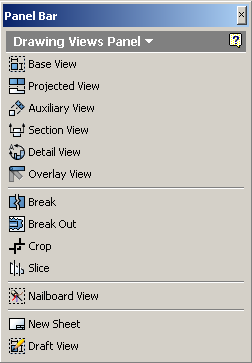 Panel Bar
Drawing Views Panel
Base View
Projected View
Auxiliary View
Section View
Detail View
Overlay View
Break
Break Out
Crop
Slice
Nailboard View
New Sheet
Draft View